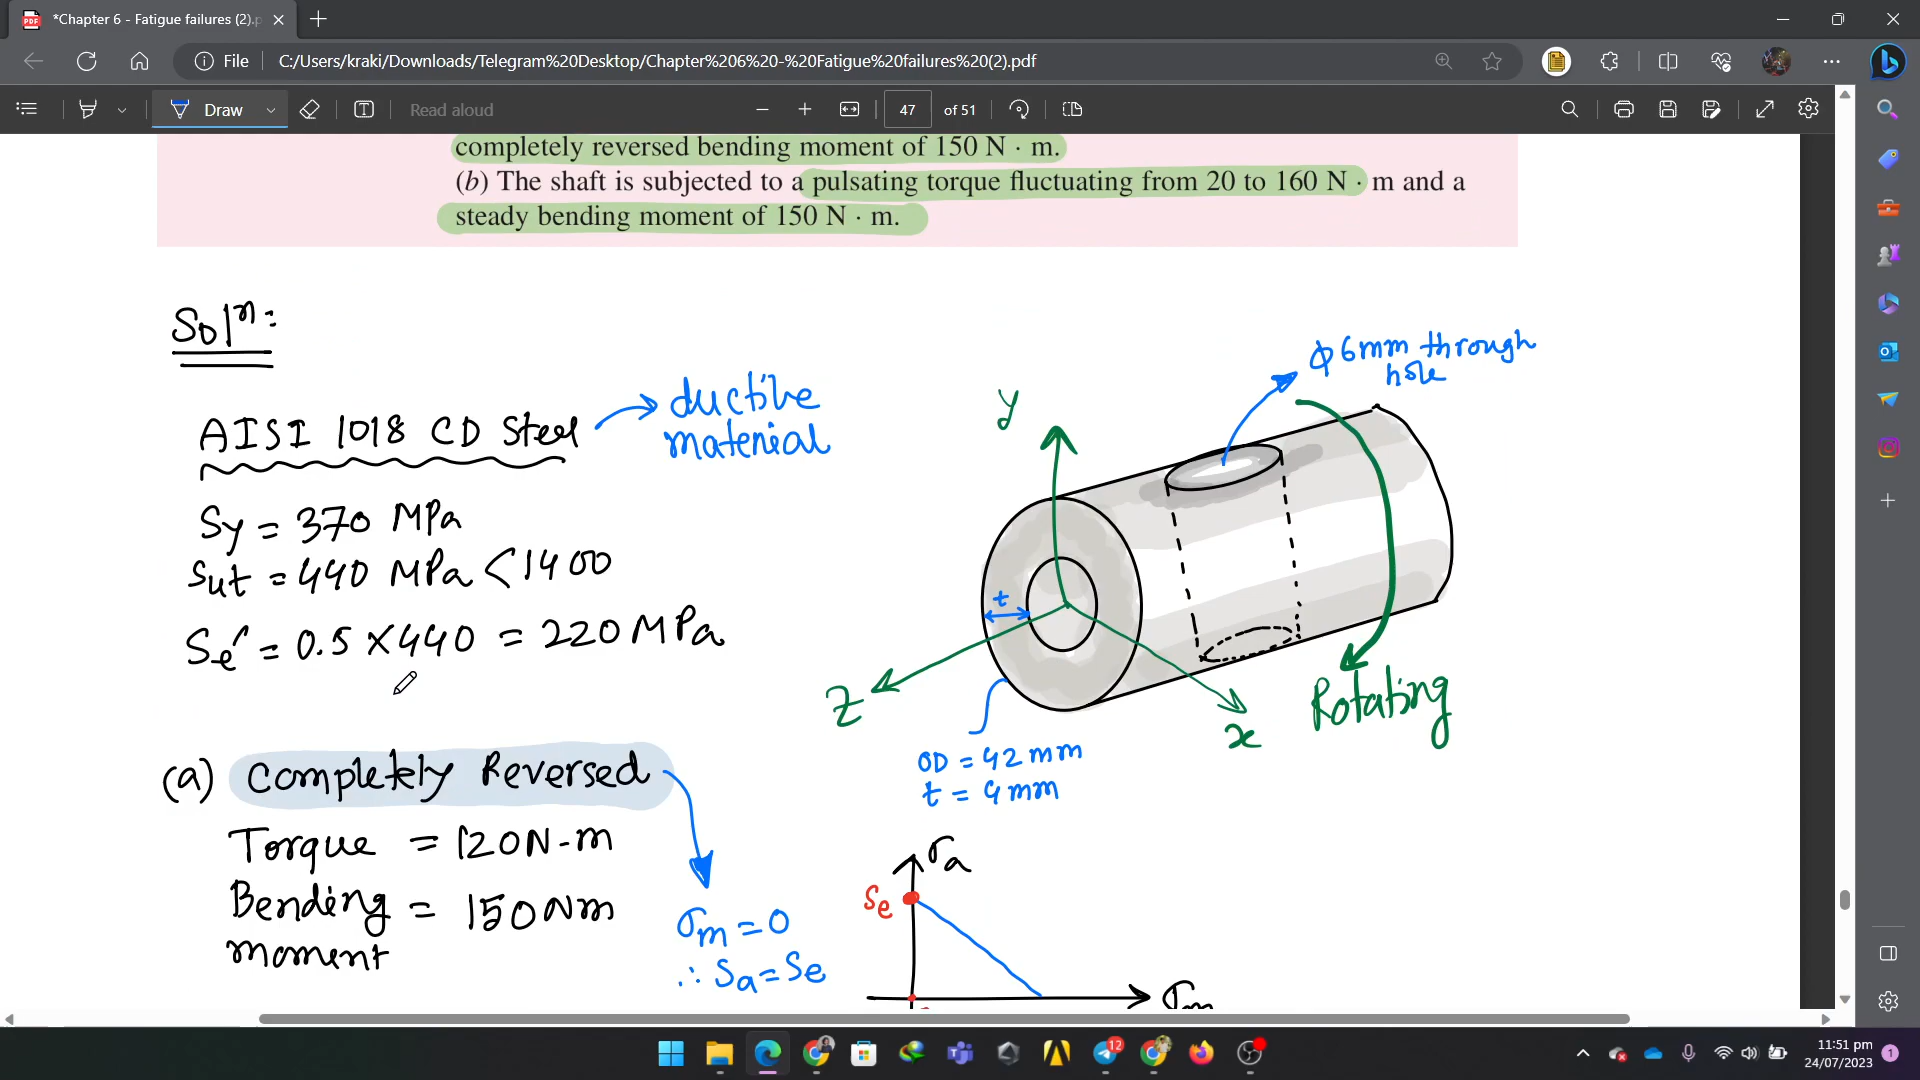 *Chapter 6 - Fatigue failures (2).p
File
C:/Users/kraki/Downloads/Telegram%20Desktop/Chapter%206%20-%20Fatigue%20failures%20(2).pdf
Draw
Read aloud
47
of 51
completely reversed bending moment of 150 N · m.
(b) The shaft is subjected to a pulsating torque fluctuating from 20 to 160 N · m and a
steady bending moment of 150 N · m.
Solⁿ:
AISI 1018 CD Steel
ductile
material
Sy = 370 MPa
Sut = 440 MPa < 1400
Se' = 0.5 × 440 = 220 MPa
ϕ 6mm through
hole
y
t
z
x
Rotating
OD = 42 mm
t = 4mm
(a) Completely Reversed
Torque = 120N-m
Bending = 150Nm
moment
σm = 0
∴ Sa = Se
σa
Se
σm
12
11:51 pm
24/07/2023
1